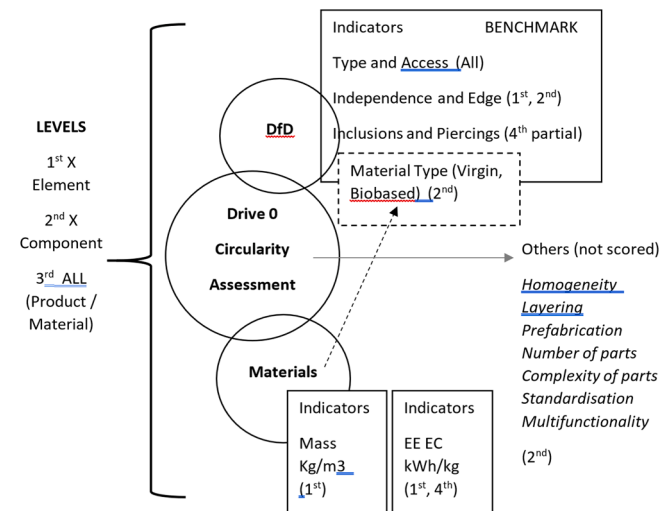 LEVELS
1st X
Element
2nd X
Component
3rd ALL
(Product /
Material)
DfD
Drive 0
Circularity
Assessment
Materials
Indicators BENCHMARK
Type and Access (All)
Independence and Edge (1st, 2nd)
Inclusions and Piercings (4th partial)
Material Type (Virgin,
Biobased) (2nd)
Others (not scored)
Homogeneity
Layering
Prefabrication
Number of parts
Complexity of parts
Standardisation
Multifunctionality
(2nd)
Indicators
Mass
Kg/m3
(1st)
Indicators
EE EC
kWh/kg
(1st, 4th)